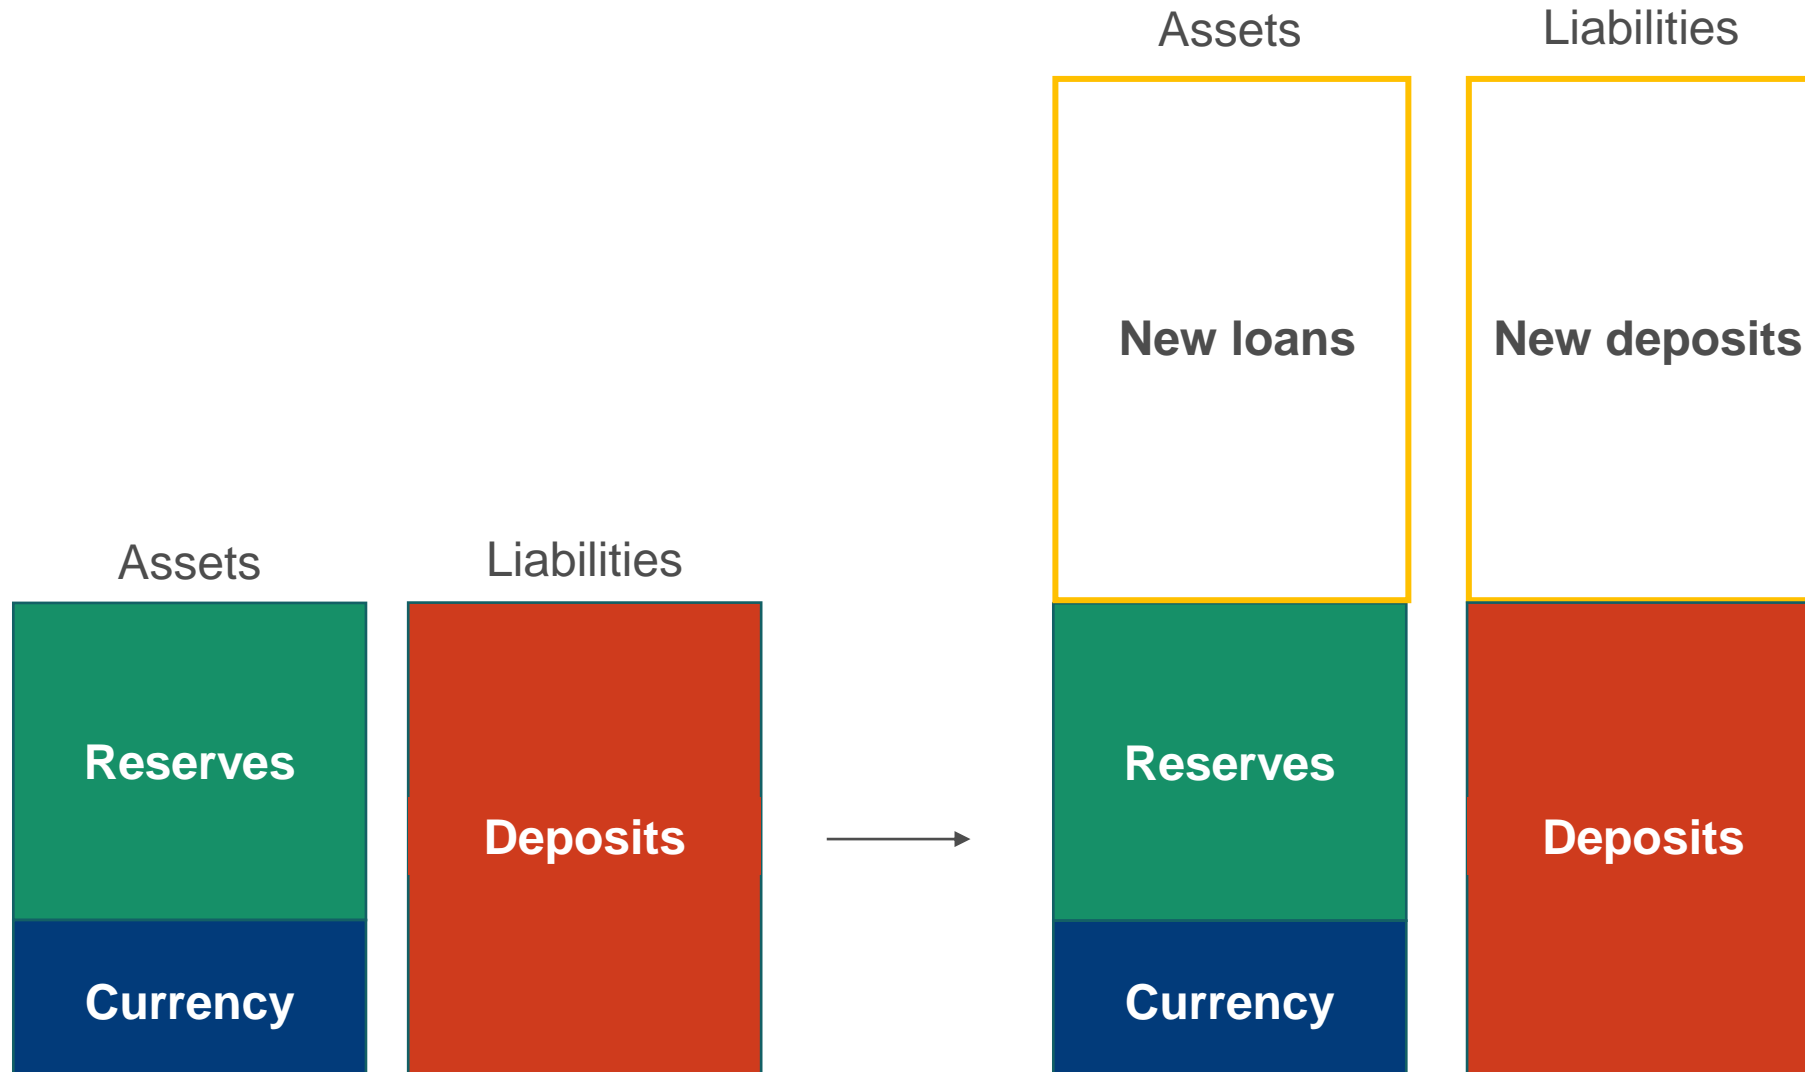 Assets
Liabilities
Reserves
Deposits
Currency
Assets
Liabilities
New loans
New deposits
Reserves
Deposits
Currency